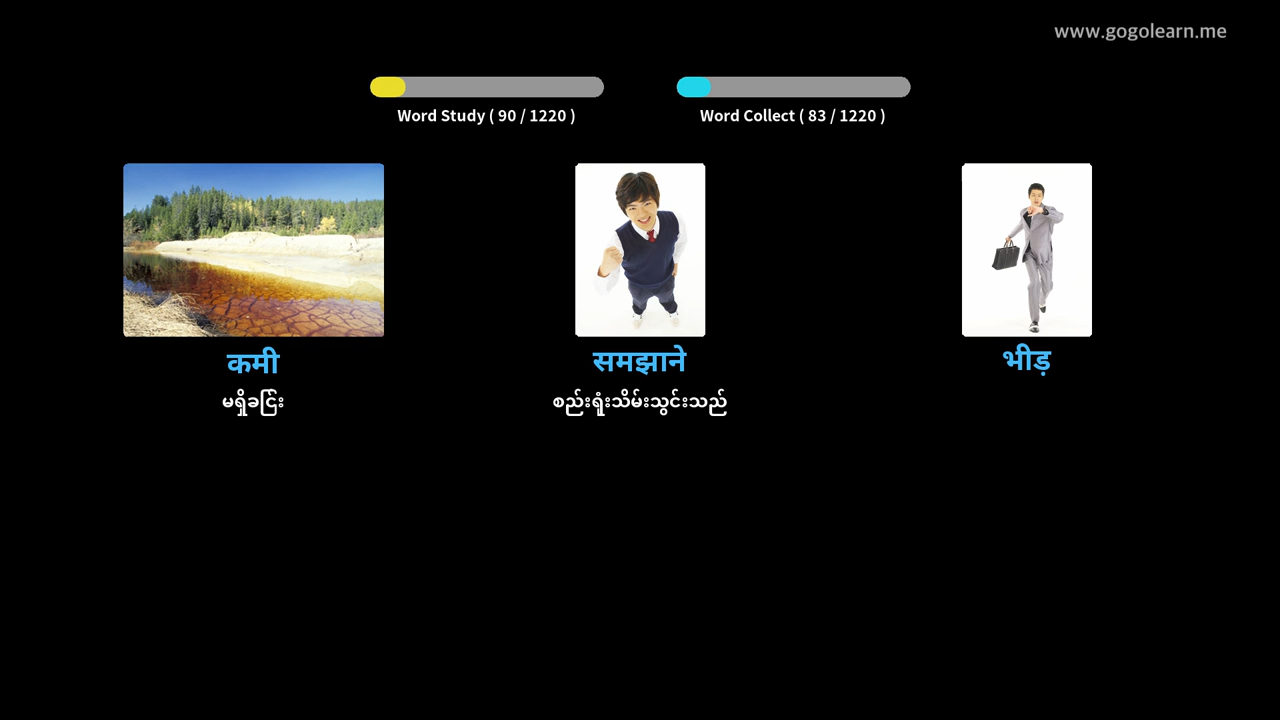 www.gogolearn.me
Word Study ( 90 / 1220 )
Word Collect ( 83 / 1220 )
कमी
समझाने
भीड़
မရှိခငြ်း
စည်းရုံးသိမ်းသွင်းသည်